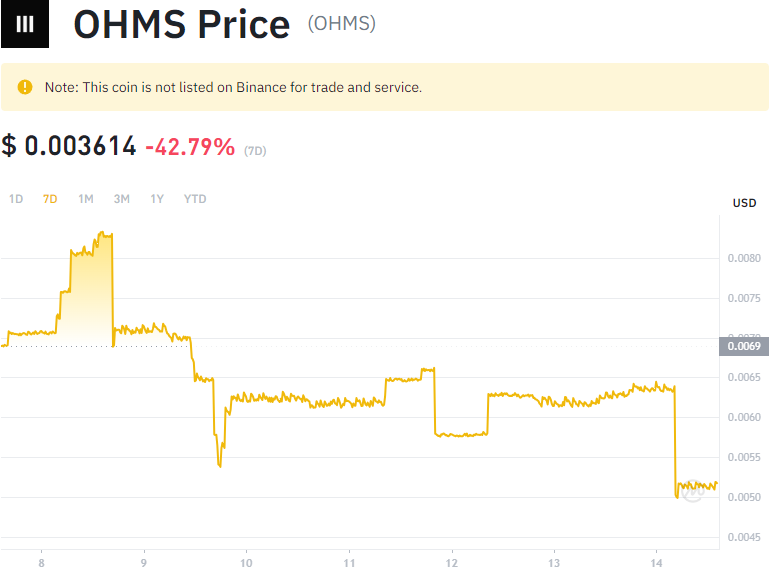 OHMS Price (OHMS)
Note: This coin is not listed on Binance for trade and service.
$ 0.003614 -42.79% (7D)
1D 7D 1M 3M 1Y YTD
USD
0.0080
0.0075
0.0070
0.0069
0.0065
0.0060
0.0055
0.0050
0.0045
8 9 10 11 12 13 14